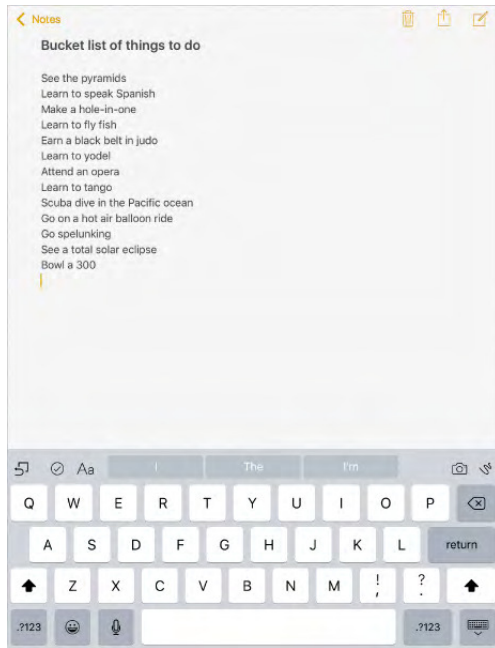 Notes
Bucket list of things to do
See the pyramids
Learn to speak Spanish
Make a hole-in-one
Learn to fly fish
Earn a black belt in judo
Learn to yodel
Attend an opera
Learn to tango
Scuba dive in the Pacific ocean
Go on a hot air balloon ride
Go spelunking
See a total solar eclipse
Bowl a 300
Aa I The I'm
Q W E R T Y U I O P
A S D F G H J K L return
Z X C V B N M ! , ? .
.?123 .?123